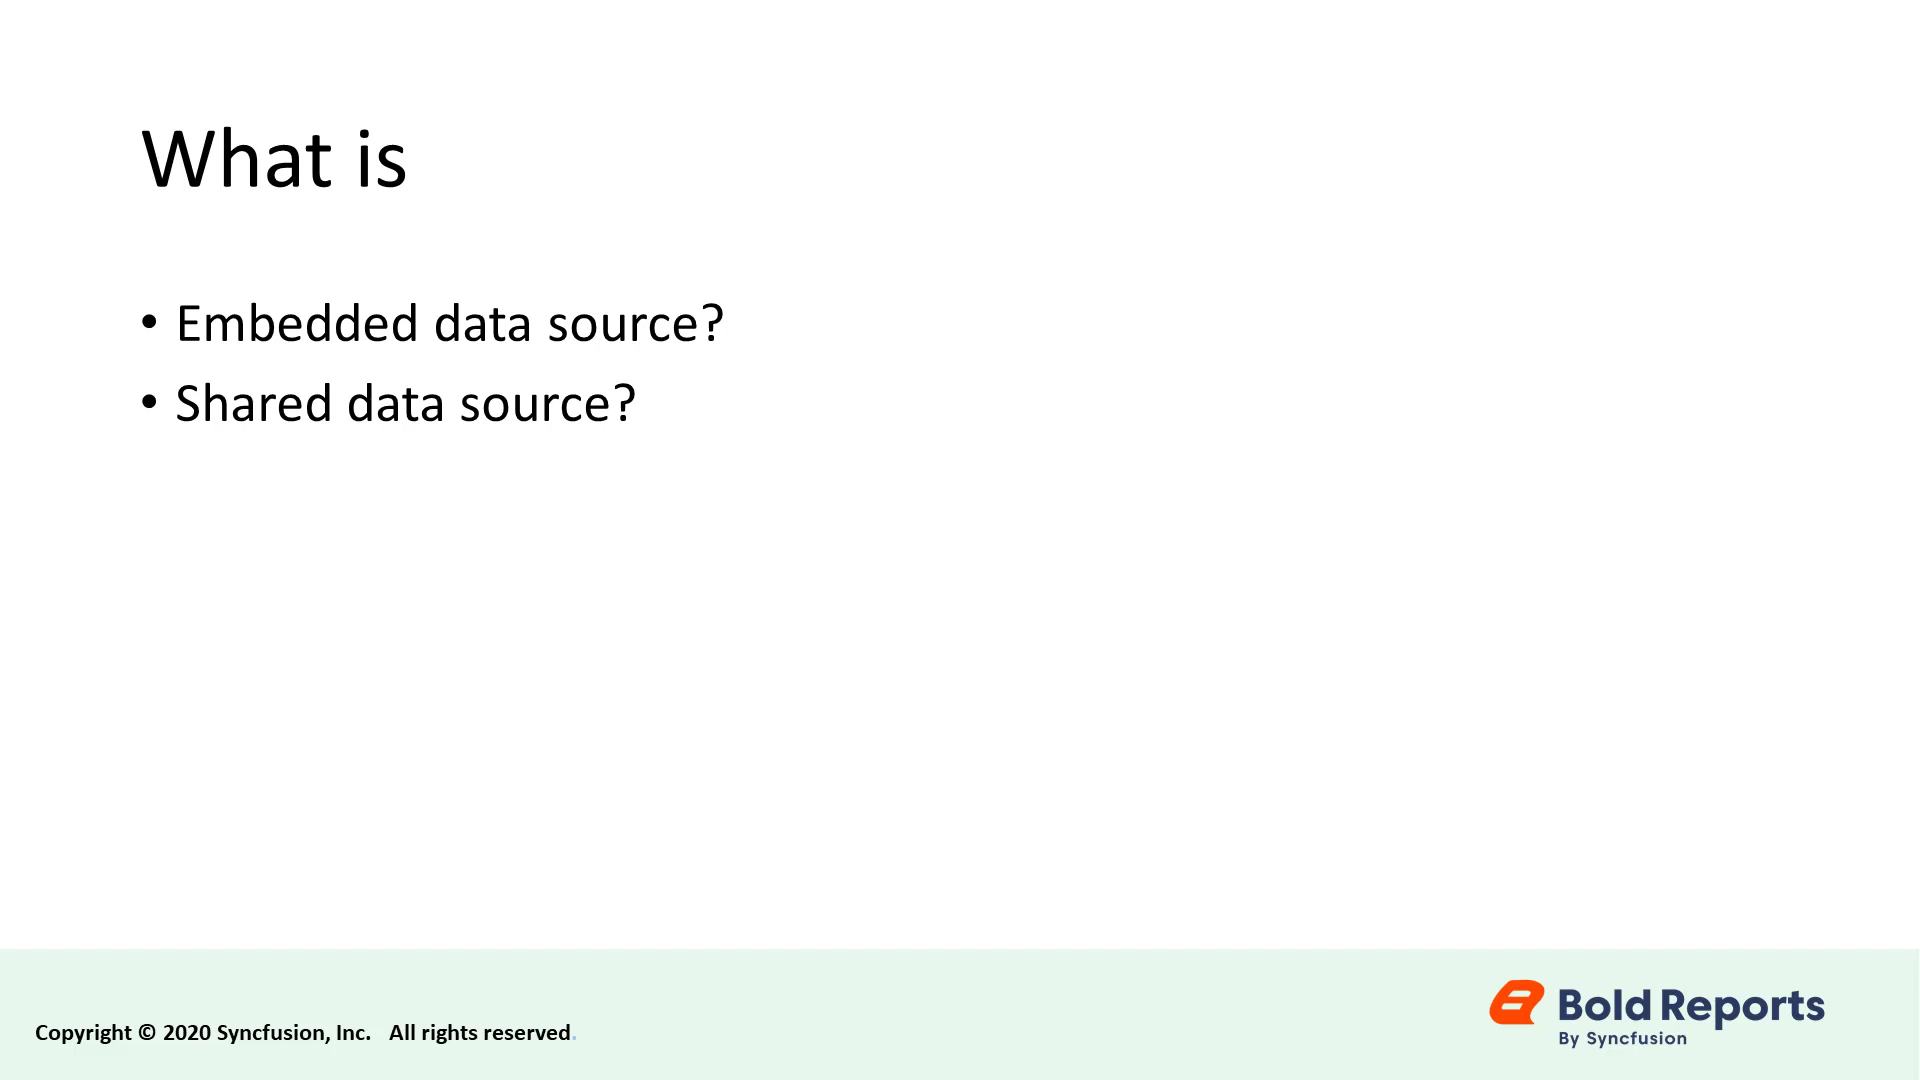 What is
• Embedded data source?
• Shared data source?
Copyright © 2020 Syncfusion, Inc. All rights reserved.
Bold Reports
By Syncfusion